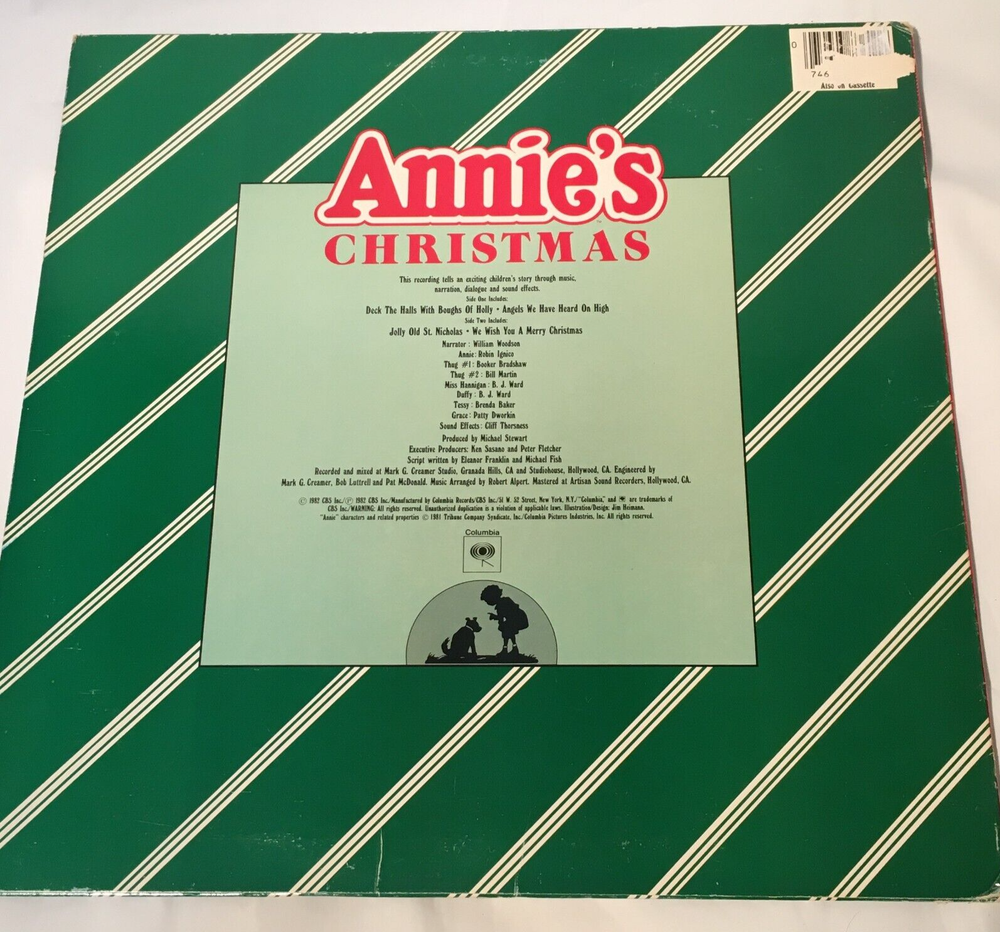 0
746
Also on Cassette
Annie's
™
CHRISTMAS
This recording tells an exciting children's story through music,
narration, dialogue and sound effects.
Side One Includes:
Deck The Halls With Boughs Of Holly • Angels We Have Heard On High
Side Two Includes:
Jolly Old St. Nicholas • We Wish You A Merry Christmas
Narrator : William Woodson
Annie: Robin Ignico
Thug #1 : Booker Bradshaw
Thug #2 : Bill Martin
Miss Hannigan : B. J. Ward
Duffy : B. J. Ward
Tessy : Brenda Baker
Grace : Patty Dworkin
Sound Effects : Cliff Thorsness
Produced by Michael Stewart
Executive Producers: Ken Sasano and Peter Fletcher
Script written by Eleanor Franklin and Michael Fish
Recorded and mixed at Mark G. Creamer Studio, Granada Hills, CA and Studiohouse, Hollywood, CA. Engineered by
Mark G. Creamer, Bob Luttrell and Pat McDonald. Music Arranged by Robert Alpert. Mastered at Artisan Sound Recorders, Hollywood, CA.
© 1982 CBS Inc./℗ 1982 CBS Inc./Manufactured by Columbia Records/CBS Inc./51 W. 52 Street, New York, N.Y./"Columbia," and are trademarks of
CBS Inc./WARNING: All rights reserved. Unauthorized duplication is a violation of applicable laws. Illustration/Design: Jim Heimann.
"Annie" characters and related properties © 1981 Tribune Company Syndicate, Inc./Columbia Pictures Industries, Inc. All rights reserved.
Columbia